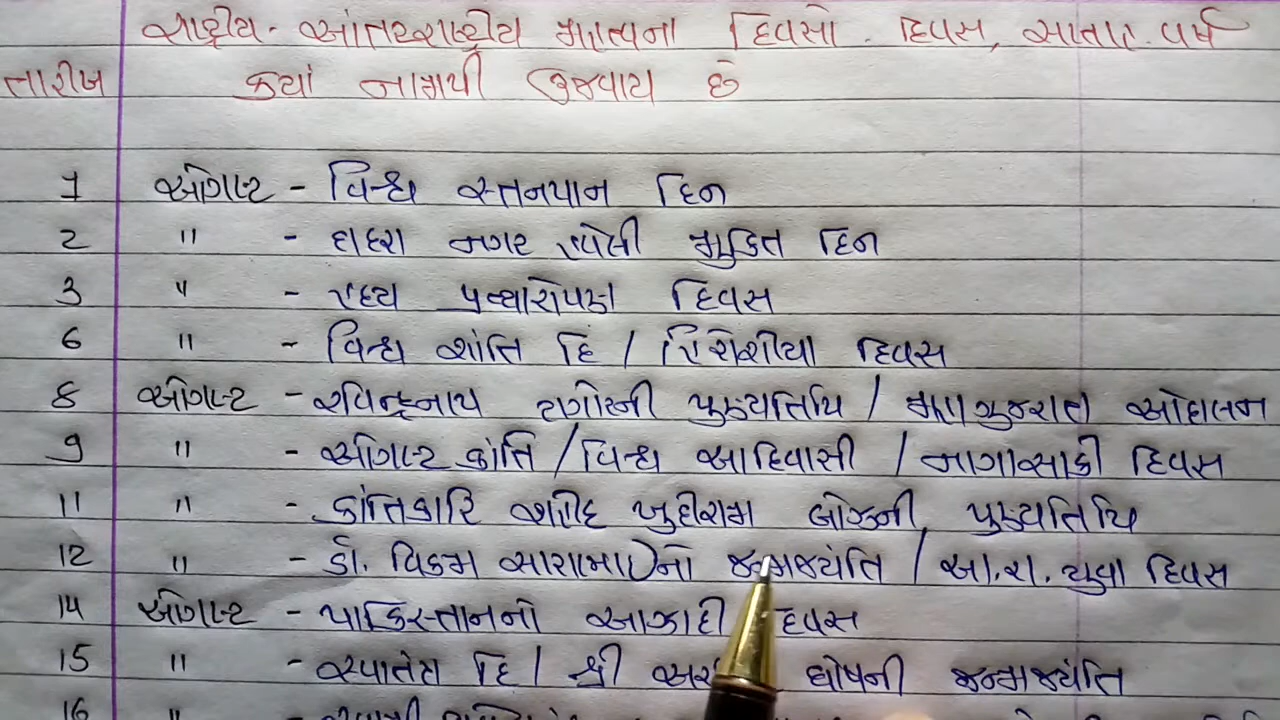 રાષ્ટ્રીય - આંતરરાષ્ટ્રીય મહત્વના દિવસો. દિવસ, સપ્તાહ. વર્ષ
તારીખ કયાં નામથી ઉજવાય છે
1 ઓગષ્ટ - વિશ્વ સ્તનપાન દિન
2 " - દાદરા નગર હવેલી મુકિત દિન
3 " - હૃદય પ્રત્યારોપણ દિવસ
6 " - વિશ્વ શાંતિ દિ / હિરોશીમા દિવસ
8 ઓગષ્ટ - રવિન્દ્રનાથ ટાગોરની પુણ્યતિથિ / મહાગુજરાત આંદોલન
9 " - ઓગષ્ટ ક્રાંતિ / વિશ્વ આદિવાસી / નાગાસાકી દિવસ
11 " - ક્રાંતિકારિ શહીદ ખુદીરામ બોઝની પુણ્યતિથિ
12 " - ડૉ. વિક્રમ સારાભાઈની જન્મજયંતિ / આં.રા. યુવા દિવસ
14 ઓગષ્ટ - પાકિસ્તાનનો આઝાદી દિવસ
15 " - સ્વાતંત્ર દિ / શ્રી ઘોષની જન્મજયંતિ
16 "